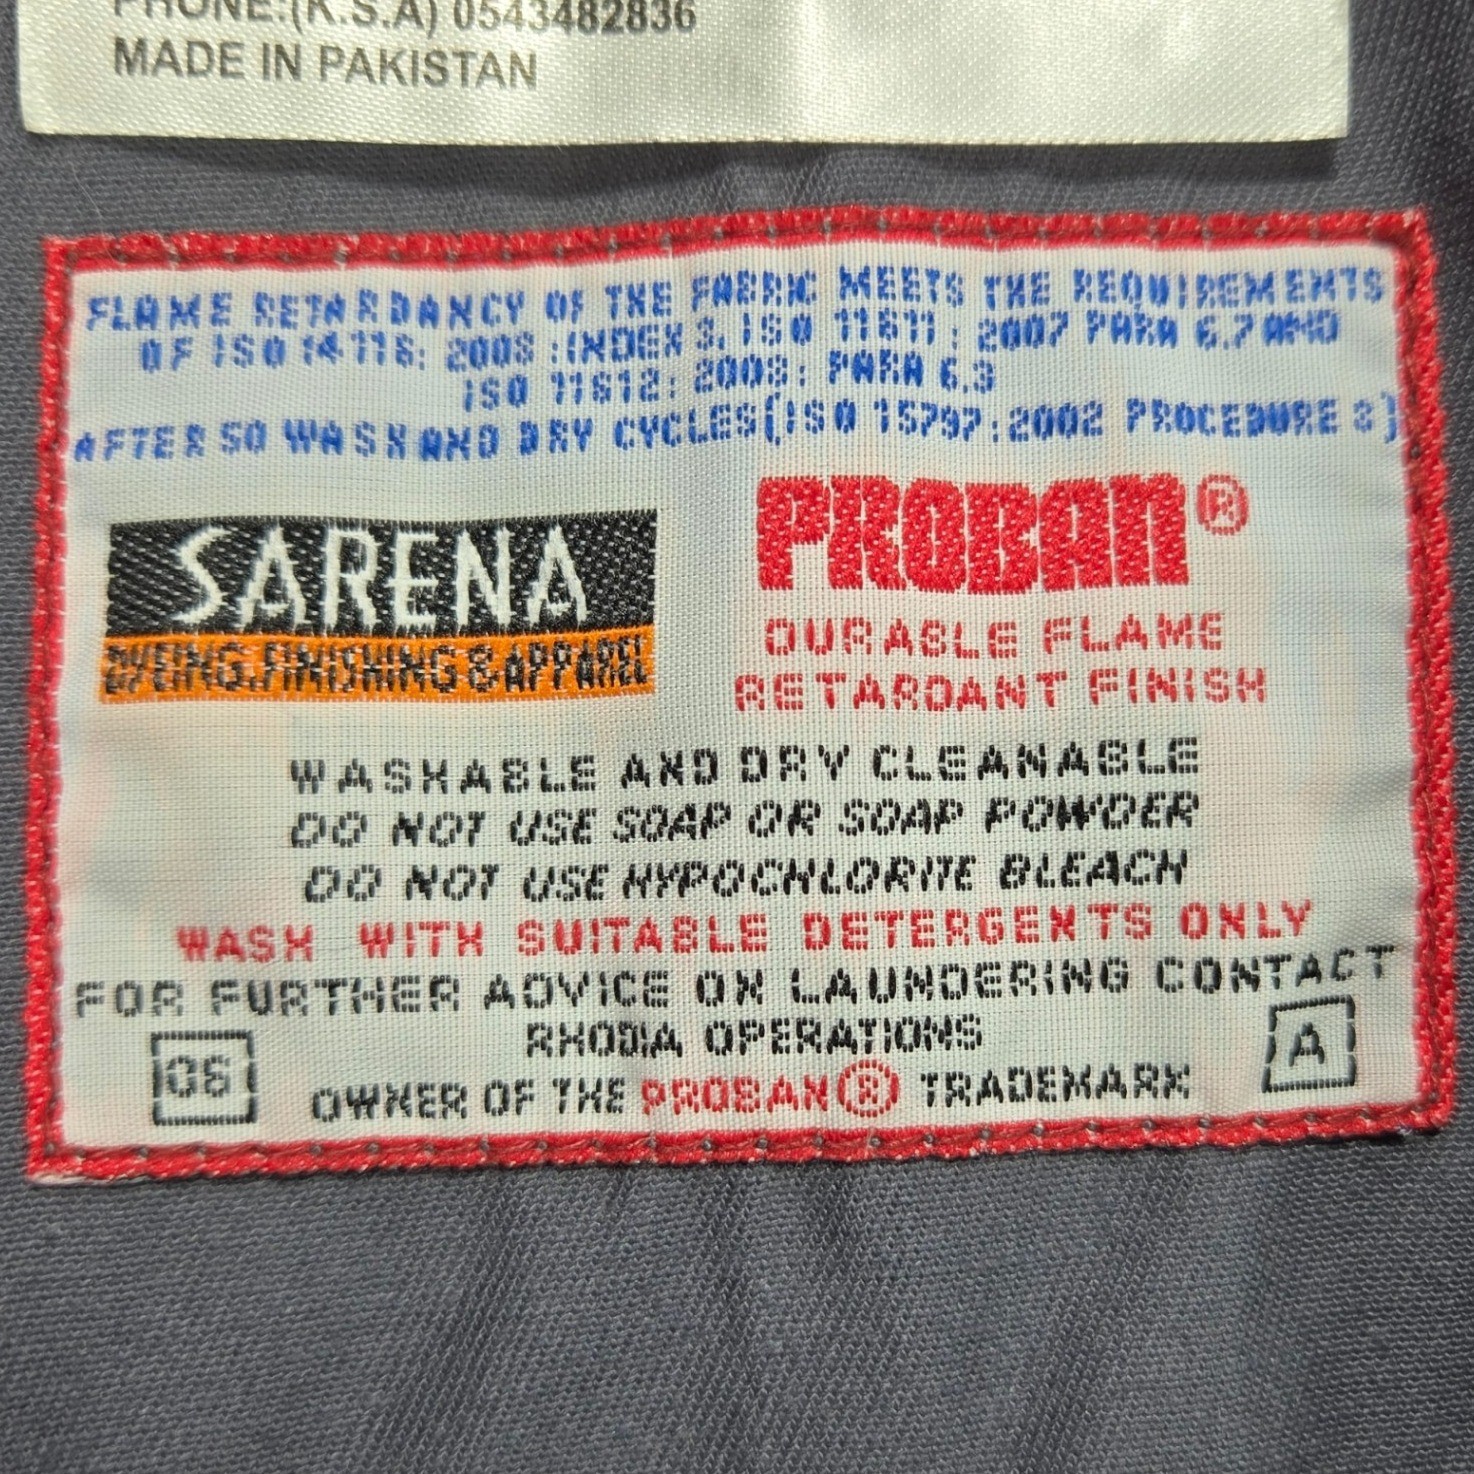 PHONE:(K.S.A) 0543482836
MADE IN PAKISTAN
FLAME RETARDANCY OF THE FABRIC MEETS THE REQUIREMENTS
OF ISO 14116: 2008 :INDEX 3, ISO 11611: 2007 PARA 6.7 AND
ISO 11612: 2008: PARA 6.3
AFTER 50 WASH AND DRY CYCLES(ISO 15797:2002 PROCEDURE 8)
SARENA
DYEING,FINISHING & APPAREL
PROBAN®
DURABLE FLAME
RETARDANT FINISH
WASHABLE AND DRY CLEANABLE
DO NOT USE SOAP OR SOAP POWDER
DO NOT USE HYPOCHLORITE BLEACH
WASH WITH SUITABLE DETERGENTS ONLY
FOR FURTHER ADVICE ON LAUNDERING CONTACT
RHODIA OPERATIONS
OWNER OF THE PROBAN® TRADEMARK
A